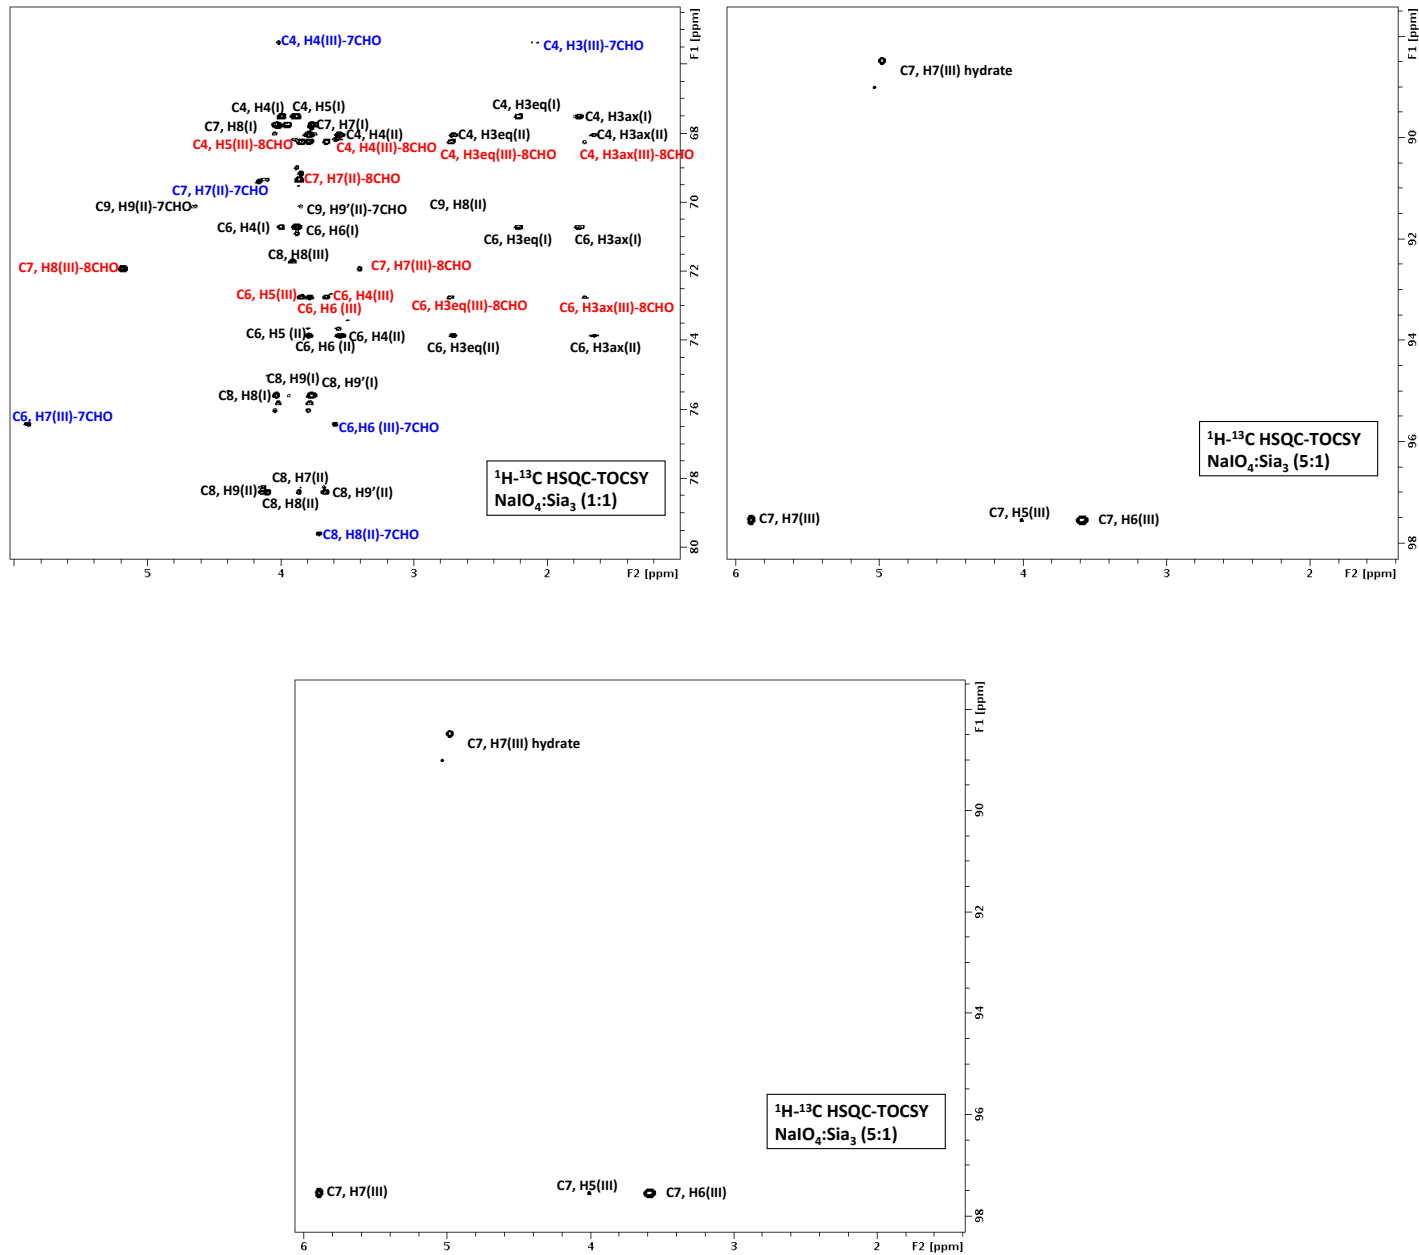 C4, H4(III)-7CHO
C4, H3(III)-7CHO
F1 [ppm]
C4, H4(I)
C4, H5(I)
C4, H3eq(I)
C4, H3ax(I)
C7, H8(I)
C7, H7(I)
C4, H4(II)
C4, H3eq(II)
C4, H3ax(II)
68
C4, H5(III)-8CHO
C4, H4(III)-8CHO
C4, H3eq(III)-8CHO
C4, H3ax(III)-8CHO
C7, H7(II)-8CHO
C7, H7(II)-7CHO
C9, H9(II)-7CHO
C9, H9’(II)-7CHO
C9, H8(II)
70
C6, H4(I)
C6, H6(I)
C6, H3eq(I)
C6, H3ax(I)
C8, H8(III)
C7, H8(III)-8CHO
C7, H7(III)-8CHO
72
C6, H5(III)
C6, H4(III)
C6, H6 (III)
C6, H3eq(III)-8CHO
C6, H3ax(III)-8CHO
C6, H5 (II)
C6, H4(II)
C6, H6 (II)
C6, H3eq(II)
C6, H3ax(II)
74
C8, H9(I)
C8, H9’(I)
C8, H8(I)
76
C6, H7(III)-7CHO
C6,H6 (III)-7CHO
C8, H7(II)
C8, H9(II)
C8, H9’(II)
C8, H8(II)
78
¹H-¹³C HSQC-TOCSY
NaIO₄:Sia₃ (1:1)
C8, H8(II)-7CHO
80
5 4 3 2 F2 [ppm]
F1 [ppm]
C7, H7(III) hydrate
90
92
94
96
¹H-¹³C HSQC-TOCSY
NaIO₄:Sia₃ (5:1)
C7, H7(III)
C7, H5(III)
C7, H6(III)
98
6 5 4 3 2 F2 [ppm]
F1 [ppm]
C7, H7(III) hydrate
90
92
94
96
¹H-¹³C HSQC-TOCSY
NaIO₄:Sia₃ (5:1)
C7, H7(III)
C7, H5(III)
C7, H6(III)
98
6 5 4 3 2 F2 [ppm]